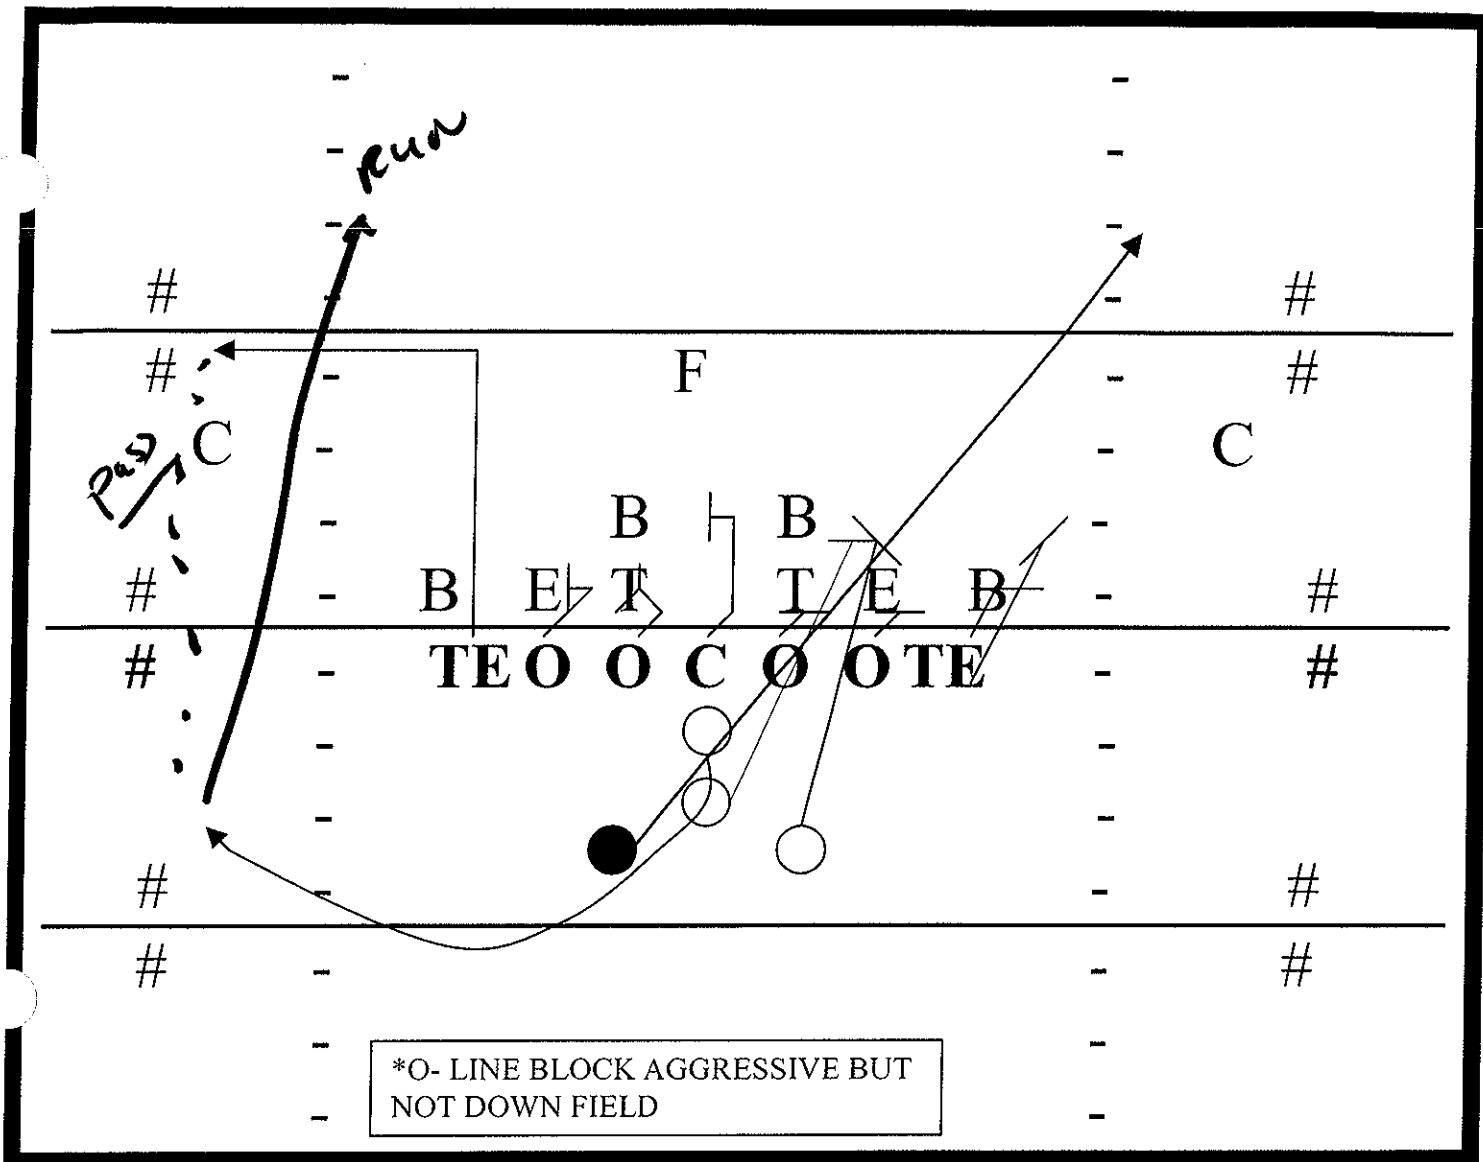 RUN
# #
# F #
Pass C C
B B
# B E T T E B #
# TE O O C O O TE #
# #
# #
*O- LINE BLOCK AGGRESSIVE BUT
NOT DOWN FIELD